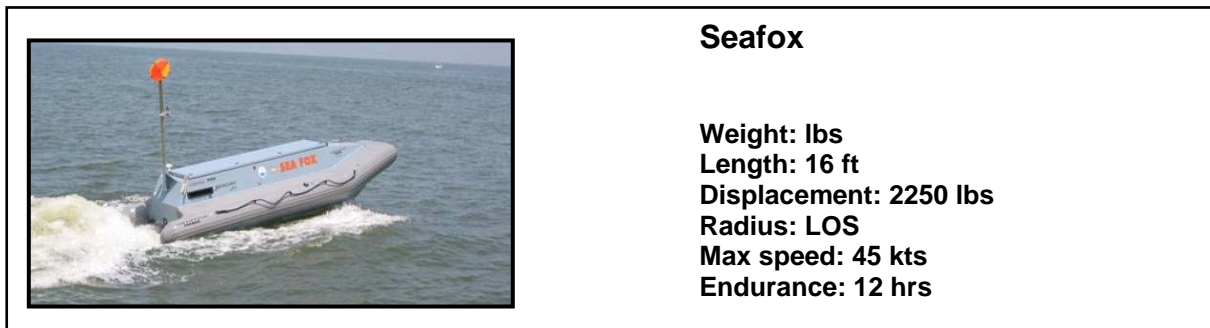 Seafox
SEA FOX
Weight: lbs
Length: 16 ft
Displacement: 2250 lbs
Radius: LOS
Max speed: 45 kts
Endurance: 12 hrs